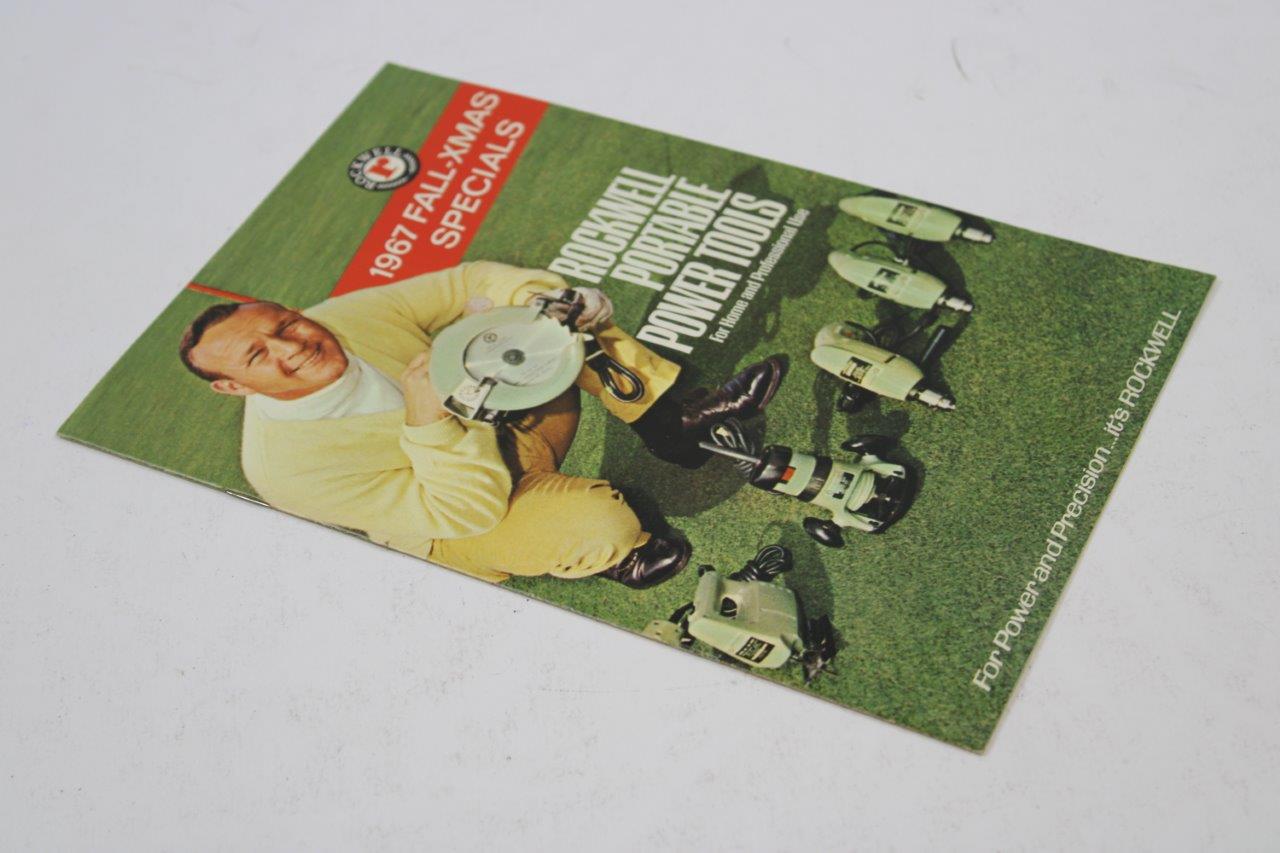 ROCKWELL
1967 FALL-XMAS
SPECIALS
ROCKWELL
PORTABLE
POWER TOOLS
For Home and Professional Use
For Power and Precision...it's ROCKWELL